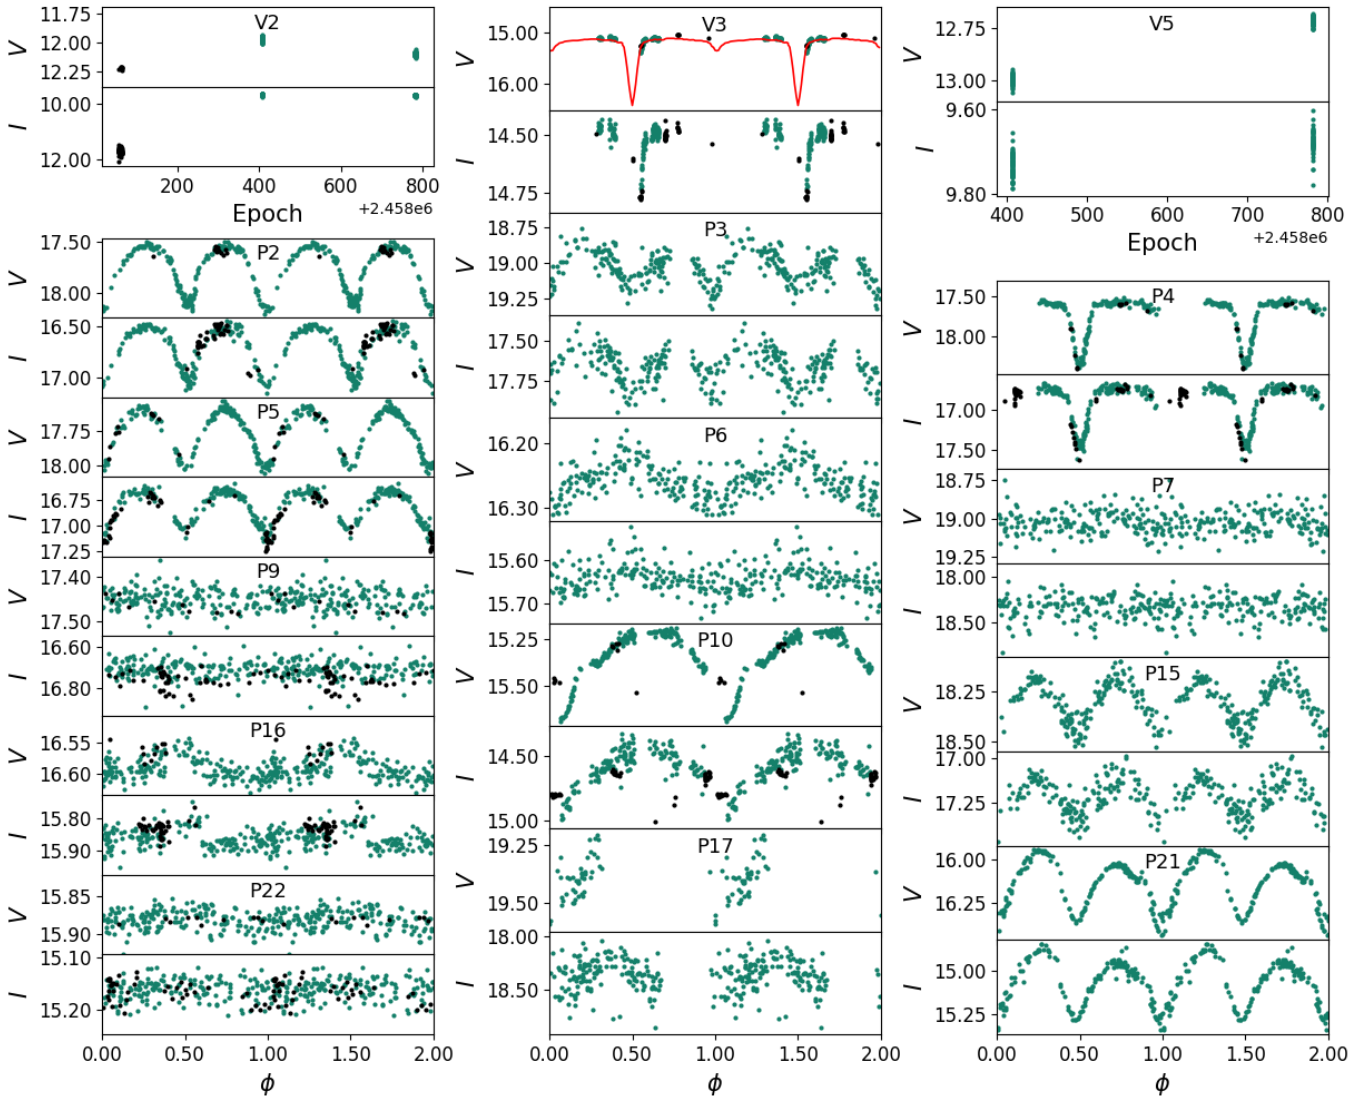 V2
V
11.75
12.00
12.25
I
10.00
12.00
200
400
600
800
Epoch
+2.458e6
P2
V
17.50
18.00
I
16.50
17.00
P5
V
17.75
18.00
I
16.75
17.00
17.25
P9
V
17.40
17.50
I
16.60
16.80
P16
V
16.55
16.60
I
15.80
15.90
P22
V
15.85
15.90
I
15.10
15.20
0.00
0.50
1.00
1.50
2.00
ϕ
V3
V
15.00
16.00
I
14.50
14.75
P3
V
18.75
19.00
19.25
I
17.50
17.75
P6
V
16.20
16.30
I
15.60
15.70
P10
V
15.25
15.50
I
14.50
15.00
P17
V
19.25
19.50
I
18.00
18.50
0.00
0.50
1.00
1.50
2.00
ϕ
V5
V
12.75
13.00
I
9.60
9.80
400
500
600
700
800
Epoch
+2.458e6
P4
V
17.50
18.00
I
17.00
17.50
P7
V
18.75
19.00
19.25
I
18.00
18.50
P15
V
18.25
18.50
I
17.00
17.25
P21
V
16.00
16.25
I
15.00
15.25
0.00
0.50
1.00
1.50
2.00
ϕ